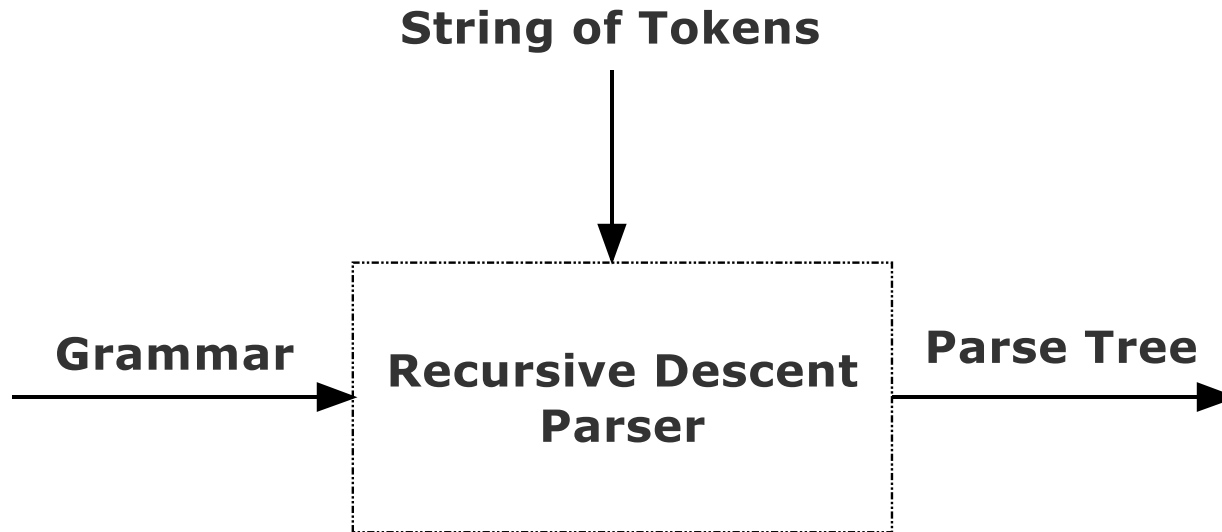 String of Tokens
Grammar
Recursive Descent
Parser
Parse Tree